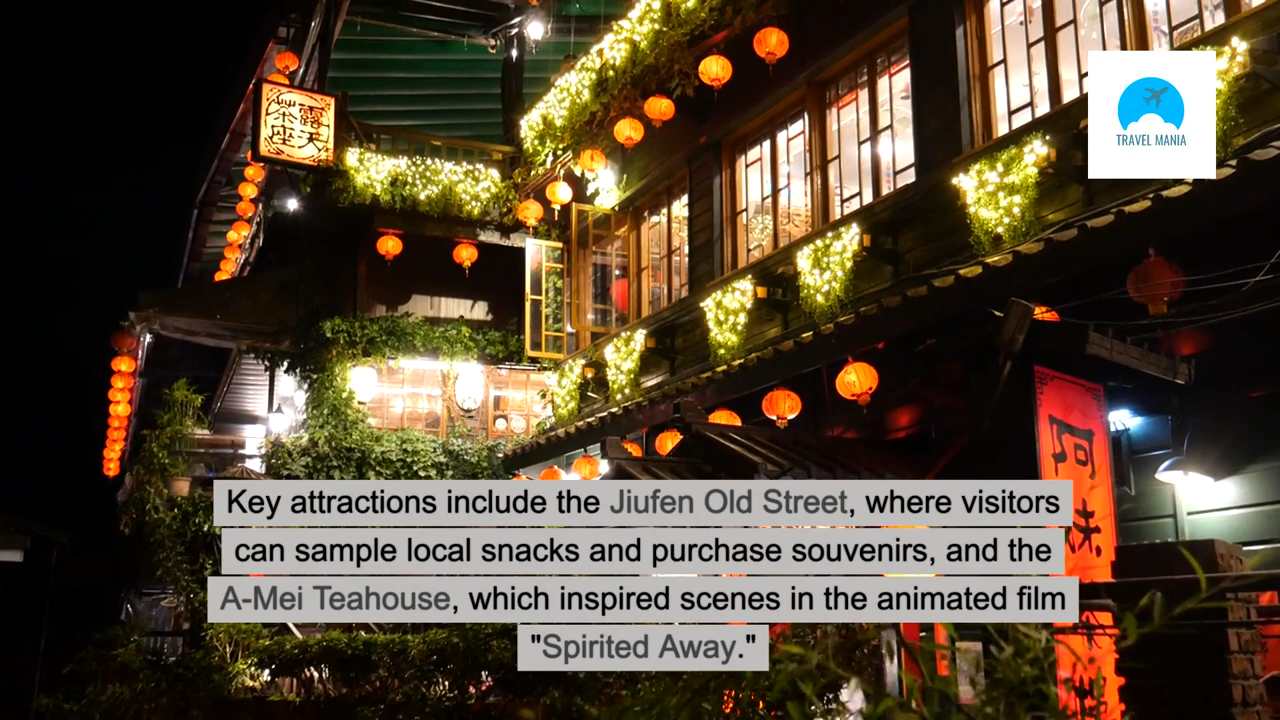 露天
茶座
TRAVEL MANIA
阿妹
Key attractions include the Jiufen Old Street, where visitors
can sample local snacks and purchase souvenirs, and the
A-Mei Teahouse, which inspired scenes in the animated film
"Spirited Away."